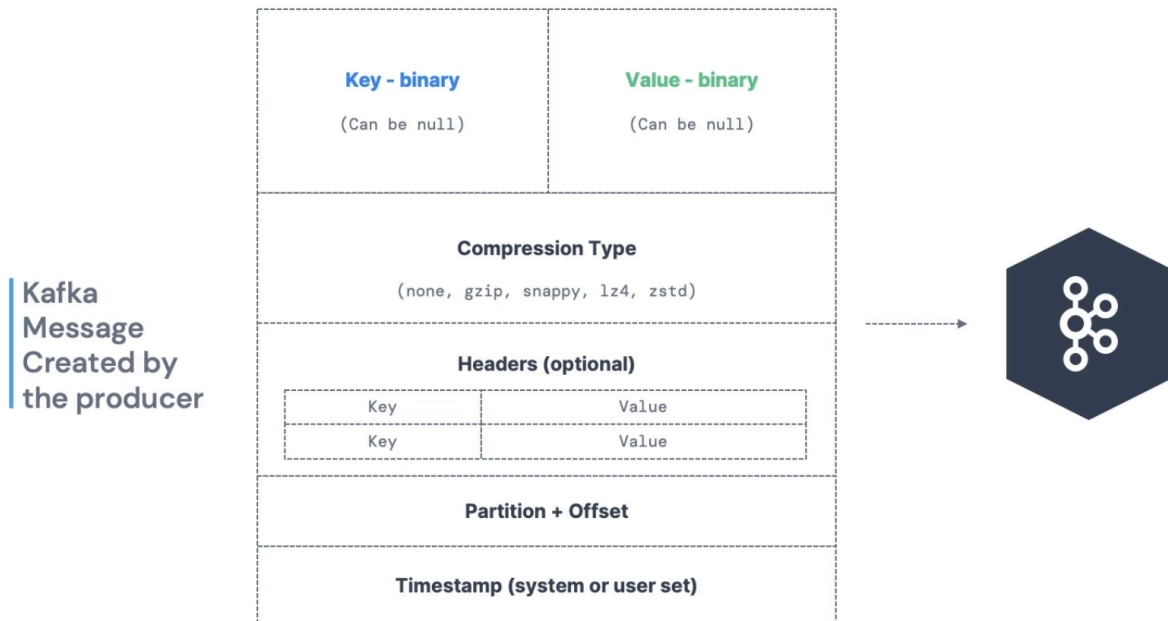 Key - binary
Value - binary
(Can be null)
(Can be null)
Compression Type
(none, gzip, snappy, lz4, zstd)
Kafka
Message
Created by
the producer
Headers (optional)
Key
Value
Key
Value
Partition + Offset
Timestamp (system or user set)